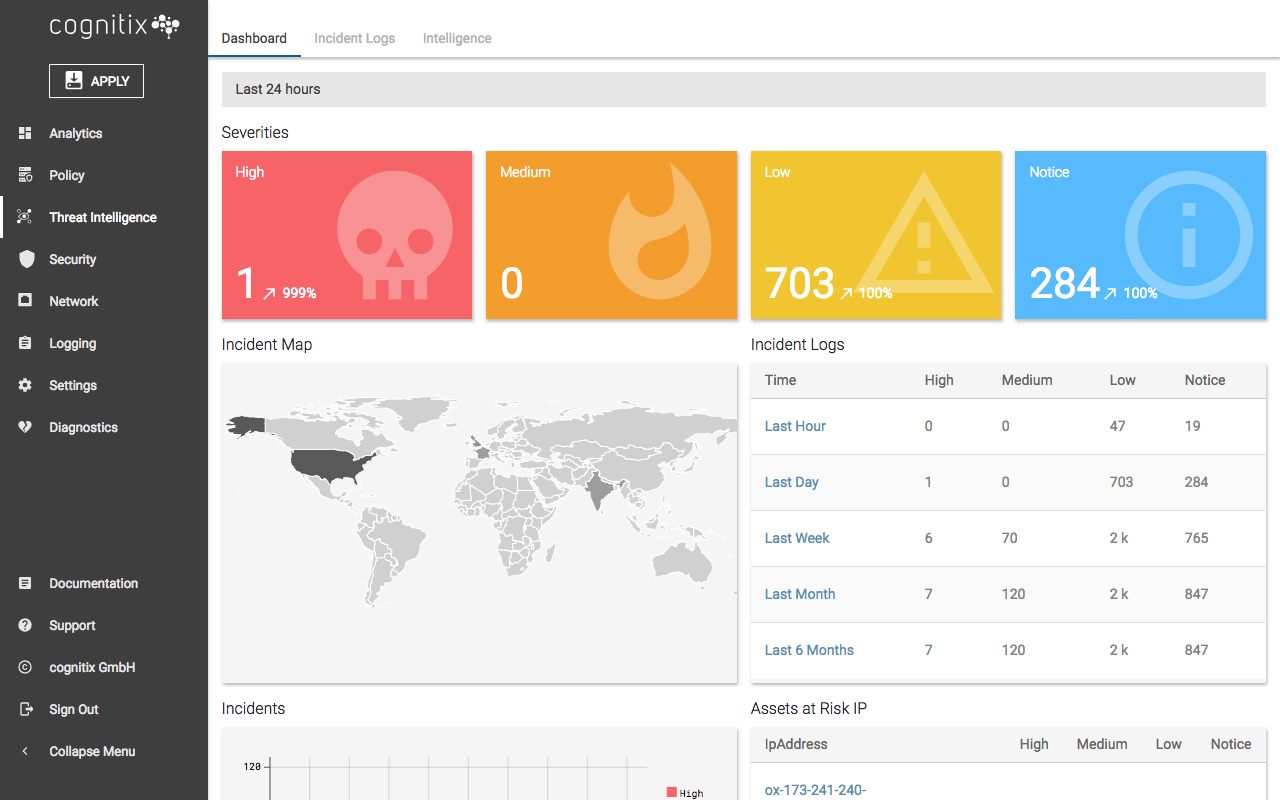 cognitix
APPLY
Analytics
Policy
Threat Intelligence
Security
Network
Logging
Settings
Diagnostics
Documentation
Support
cognitix GmbH
Sign Out
Collapse Menu
Dashboard Incident Logs Intelligence
Last 24 hours
Severities
High
1 999%
Medium
0
Low
703 100%
Notice
284 100%
Incident Map
Incident Logs
Time High Medium Low Notice
Last Hour 0 0 47 19
Last Day 1 0 703 284
Last Week 6 70 2 k 765
Last Month 7 120 2 k 847
Last 6 Months 7 120 2 k 847
Incidents
120
High
Assets at Risk IP
IpAddress High Medium Low Notice
ox-173-241-240-